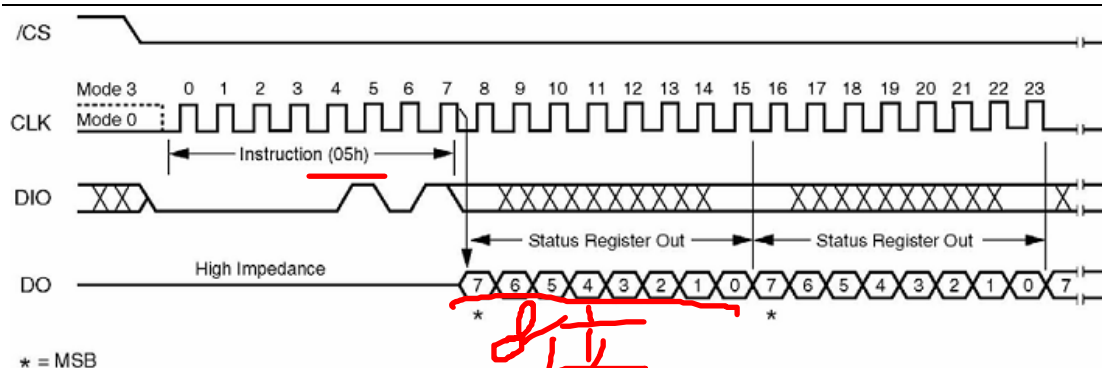 /CS
Mode 3 0 1 2 3 4 5 6 7 8 9 10 11 12 13 14 15 16 17 18 19 20 21 22 23
CLK Mode 0
Instruction (05h)
DIO
Status Register Out Status Register Out
High Impedance
DO 7 6 5 4 3 2 1 0 7 6 5 4 3 2 1 0 7
* *
* = MSB